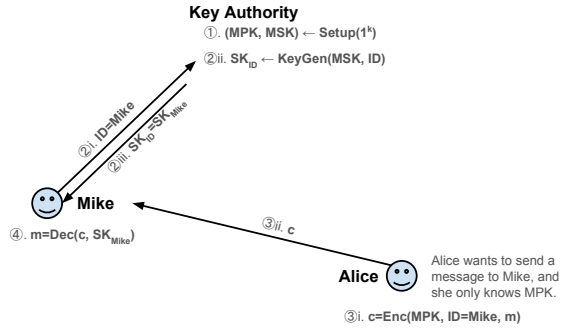 Key Authority
①. (MPK, MSK) ← Setup(1ᵏ)
②ii. SK_ID ← KeyGen(MSK, ID)
②i. ID=Mike
②iii. SK_ID=SK_Mike
Mike
④. m=Dec(c, SK_Mike)
③ii. c
Alice
Alice wants to send a
message to Mike, and
she only knows MPK.
③i. c=Enc(MPK, ID=Mike, m)